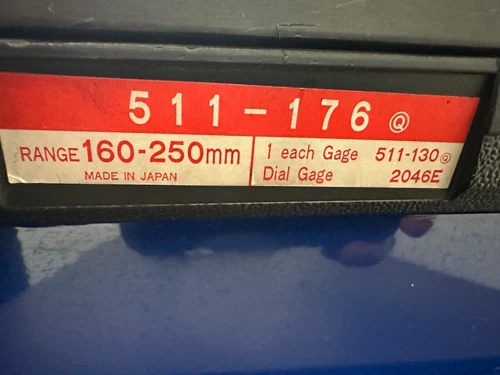 511-176 Ⓠ
RANGE 160-250mm
MADE IN JAPAN
1 each Gage 511-130 Ⓠ
Dial Gage 2046E